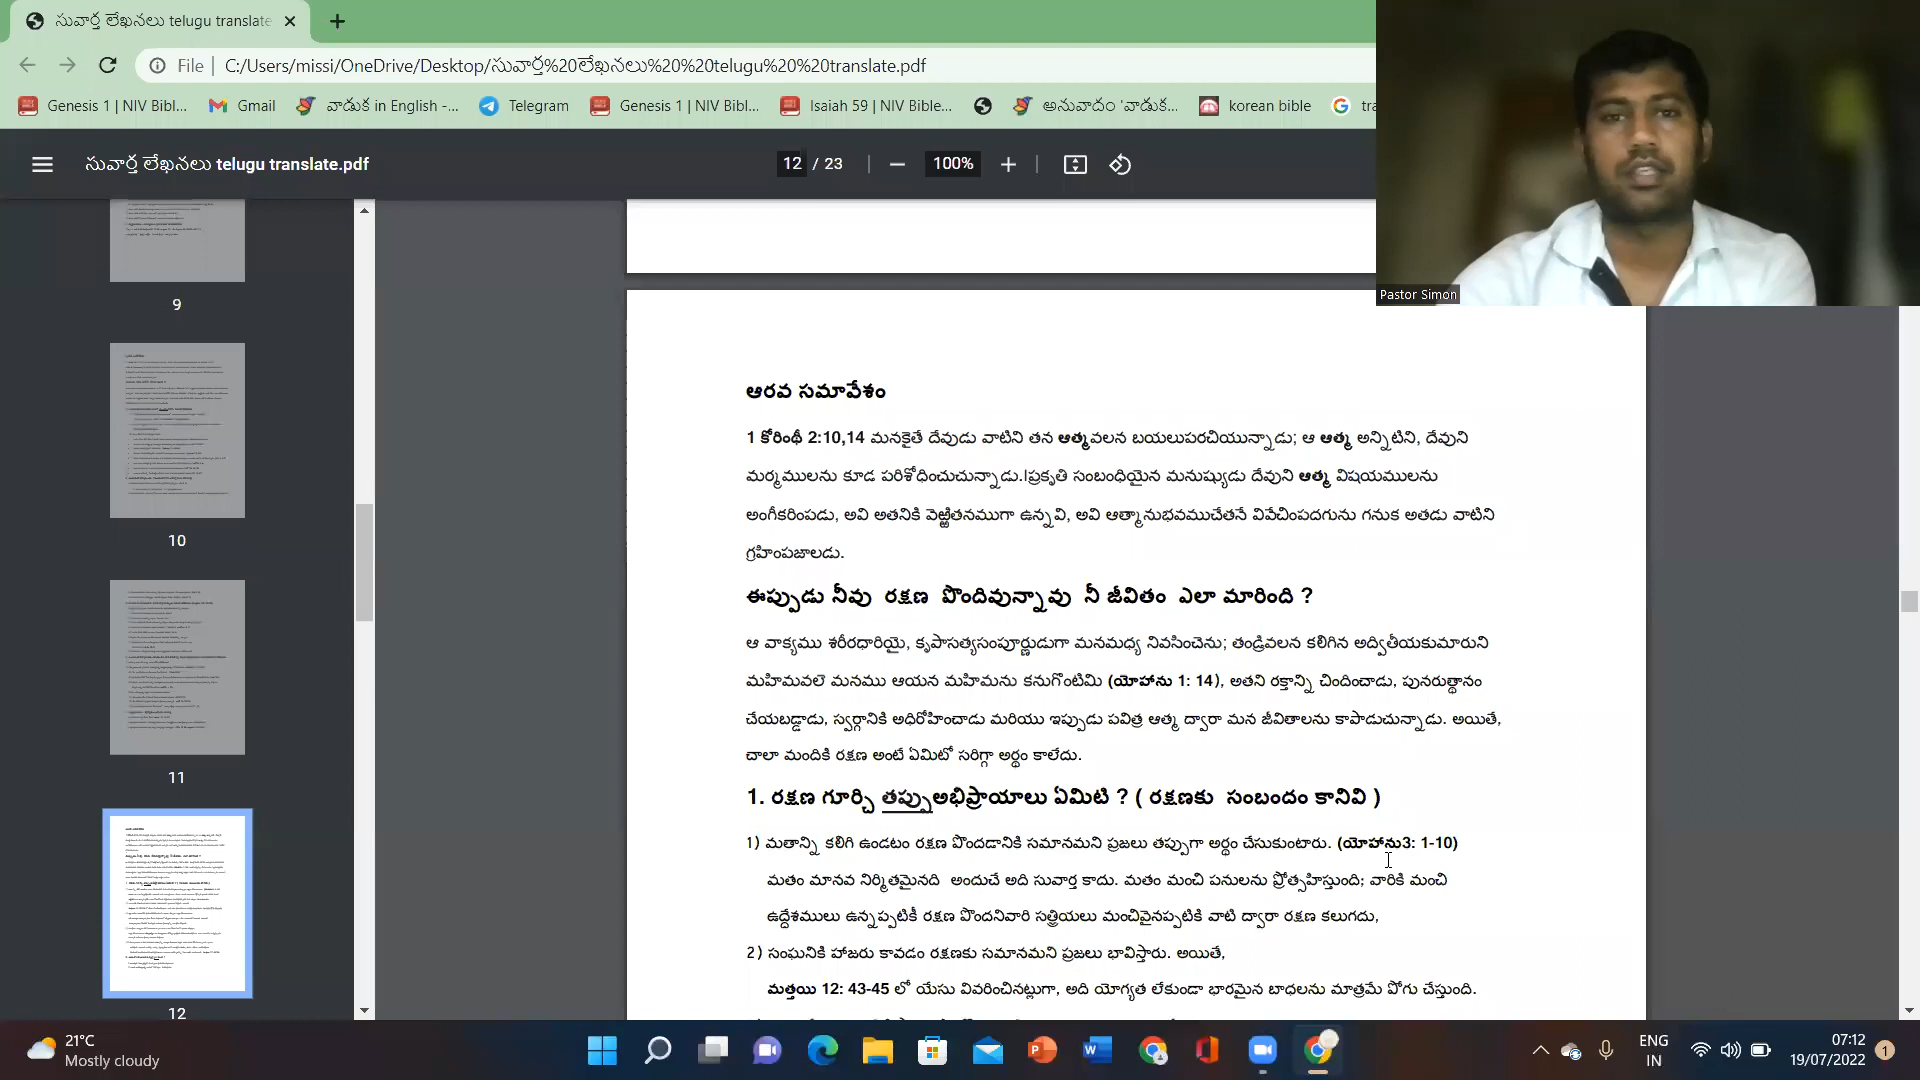 సువార్త లేఖనలు telugu translate
File
C:/Users/missi/OneDrive/Desktop/సువార్త%20లేఖనలు%20%20telugu%20%20translate.pdf
Genesis 1 | NIV Bibl...
Gmail
వాడుక in English -...
Telegram
Genesis 1 | NIV Bibl...
Isaiah 59 | NIV Bible...
అనువాదం 'వాడుక...
korean bible
tra
సువార్త లేఖనలు telugu translate.pdf
12 / 23
100%
Pastor Simon
9
10
11
12
ఆరవ సమావేశం
1 కోరింథీ 2:10,14 మనకైతే దేవుడు వాటిని తన ఆత్మవలన బయలుపరచియున్నాడు; ఆ ఆత్మ అన్నిటిని, దేవుని
మర్మములను కూడ పరిశోధించుచున్నాడు.|ప్రకృతి సంబంధియైన మనుష్యుడు దేవుని ఆత్మ విషయములను
అంగీకరింపడు, అవి అతనికి వెఱ్ఱితనముగా ఉన్నవి, అవి ఆత్మానుభవముచేతనే వివేచింపదగును గనుక అతడు వాటిని
గ్రహింపజాలడు.
ఈప్పుడు నీవు రక్షణ పొందివున్నావు నీ జీవితం ఎలా మారింది ?
ఆ వాక్యము శరీరధారియై, కృపాసత్యసంపూర్ణుడుగా మనమధ్య నివసించెను; తండ్రివలన కలిగిన అద్వితీయకుమారుని
మహిమవలె మనము ఆయన మహిమను కనుగొంటిమి (యోహాను 1: 14), అతని రక్తాన్ని చిందించాడు, పునరుత్థానం
చేయబడ్డాడు, స్వర్గానికి అధిరోహించాడు మరియు ఇప్పుడు పవిత్ర ఆత్మ ద్వారా మన జీవితాలను కాపాడుచున్నాడు. అయితే,
చాలా మందికి రక్షణ అంటే ఏమిటో సరిగ్గా అర్థం కాలేదు.
1. రక్షణ గూర్చి తప్పుఅభిప్రాయాలు ఏమిటి ? ( రక్షణకు సంబందం కానివి )
1) మతాన్ని కలిగి ఉండటం రక్షణ పొందడానికి సమానమని ప్రజలు తప్పుగా అర్థం చేసుకుంటారు. (యోహాను3: 1-10)
మతం మానవ నిర్మితమైనది అందుచే అది సువార్త కాదు. మతం మంచి పనులను ప్రోత్సహిస్తుంది; వారికి మంచి
ఉద్దేశములు ఉన్నప్పటికీ రక్షణ పొందనివారి సత్క్రియలు మంచివైనప్పటికి వాటి ద్వారా రక్షణ కలుగదు,
2) సంఘనికి హాజరు కావడం రక్షణకు సమానమని ప్రజలు భావిస్తారు. అయితే,
మత్తయి 12: 43-45 లో యేసు వివరించినట్లుగా, అది యోగ్యత లేకుండా భారమైన బాధలను మాత్రమే పోగు చేస్తుంది.
21°C
Mostly cloudy
ENG
IN
07:12
19/07/2022
1